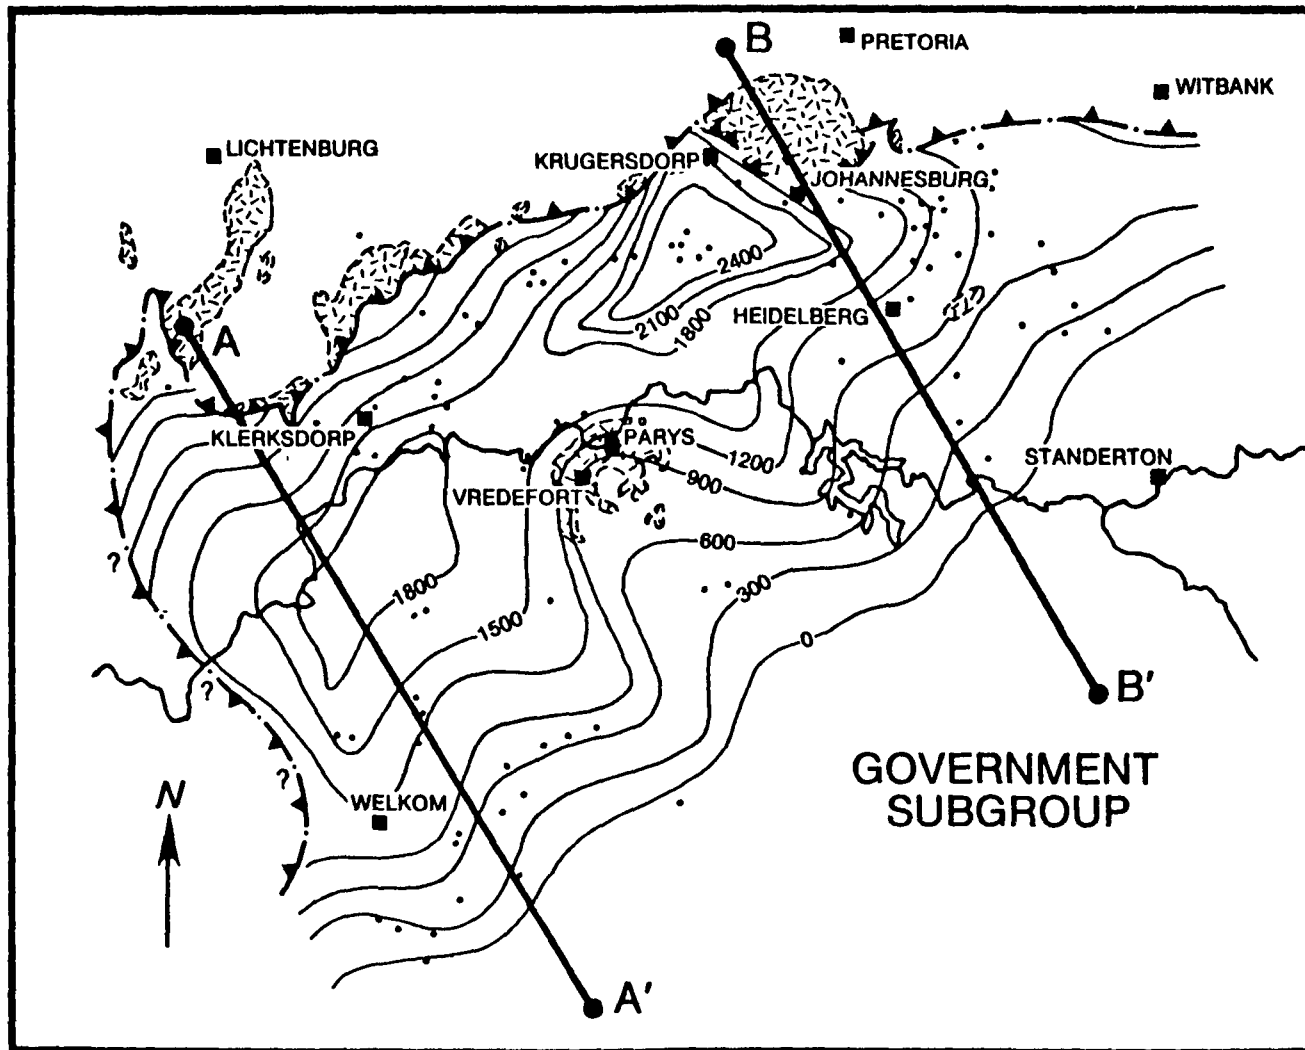 B
PRETORIA
WITBANK
LICHTENBURG
KRUGERSDORP
JOHANNESBURG
2400
2100
1800
HEIDELBERG
A
KLERKSDORP
PARYS
1200
STANDERTON
VREDEFORT
900
600
?
1800
300
1500
0
?
B'
?
GOVERNMENT
SUBGROUP
N
WELKOM
A'